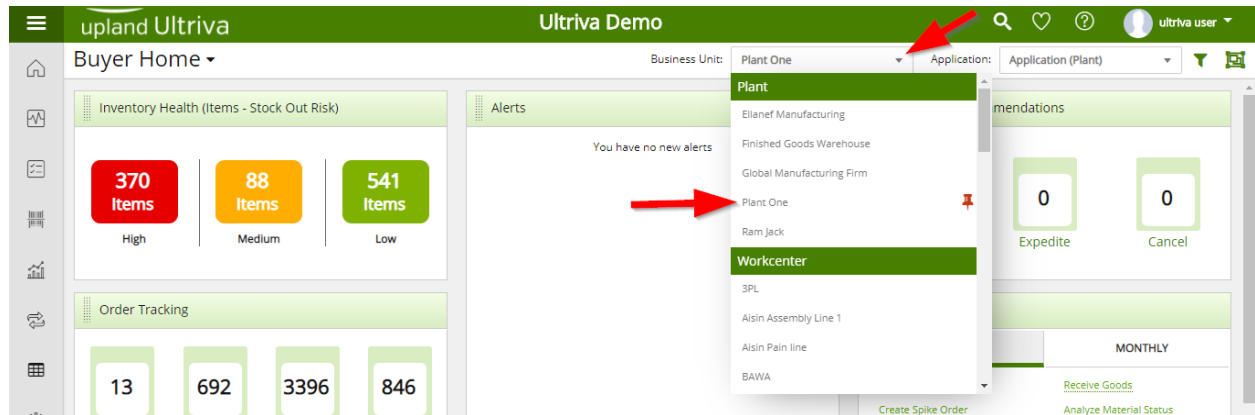 upland Ultriva
Ultriva Demo
ultriva user
Buyer Home
Business Unit:
Plant One
Application:
Application (Plant)
Inventory Health (Items - Stock Out Risk)
370
Items
High
88
Items
Medium
541
Items
Low
Order Tracking
13
692
3396
846
Alerts
You have no new alerts
Plant
Ellanef Manufacturing
Finished Goods Warehouse
Global Manufacturing Firm
Plant One
Ram Jack
Workcenter
3PL
Aisin Assembly Line 1
Aisin Pain line
BAWA
mendations
0
Expedite
0
Cancel
MONTHLY
Receive Goods
Create Spike Order
Analyze Material Status